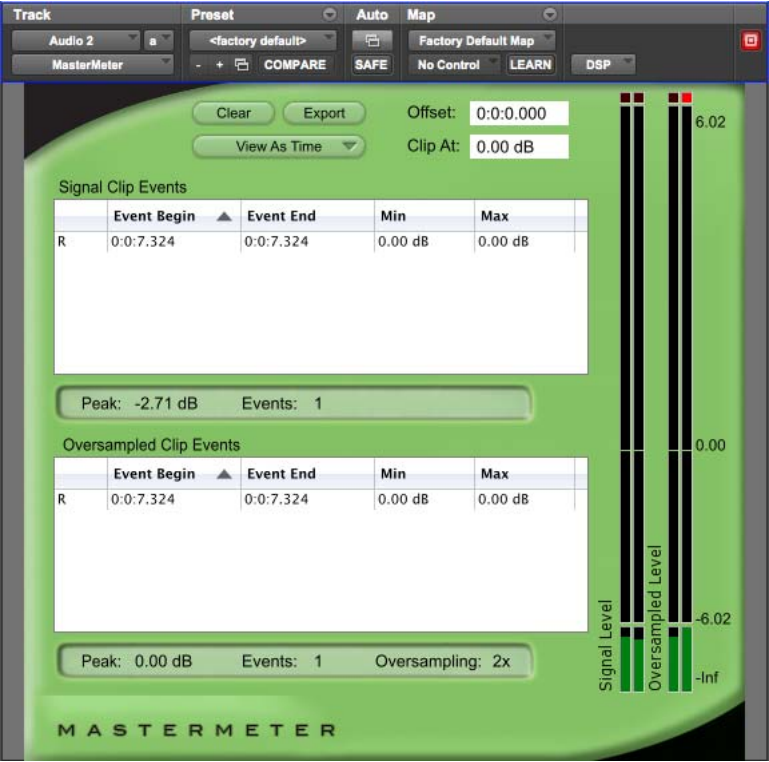 Track Preset Auto Map
Audio 2 a <factory default> Factory Default Map
MasterMeter - + COMPARE SAFE No Control LEARN DSP
Clear Export Offset: 0:0:0.000
View As Time Clip At: 0.00 dB
6.02
Signal Clip Events
Event Begin Event End Min Max
R 0:0:7.324 0:0:7.324 0.00 dB 0.00 dB
Peak: -2.71 dB Events: 1
Oversampled Clip Events
0.00
Event Begin Event End Min Max
R 0:0:7.324 0:0:7.324 0.00 dB 0.00 dB
Signal Level
Oversampled Level
-6.02
Peak: 0.00 dB Events: 1 Oversampling: 2x
-Inf
MASTERMETER